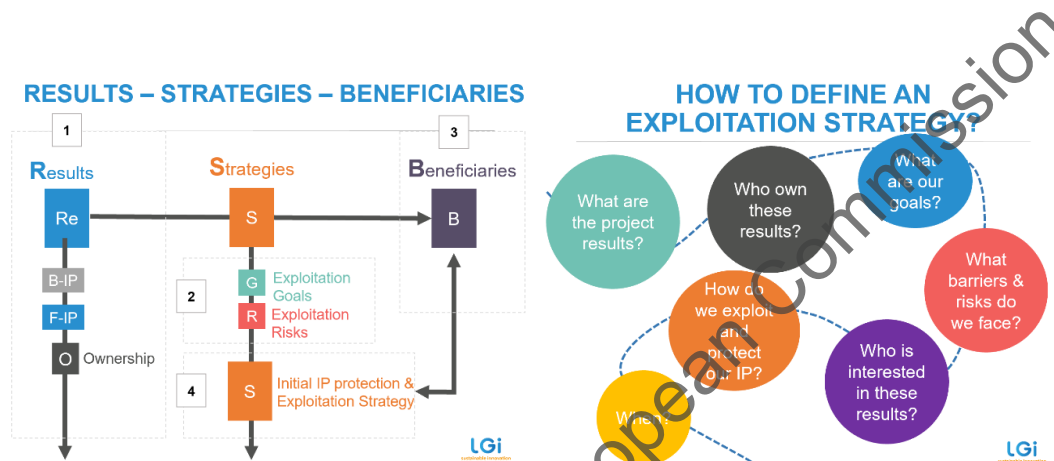 RESULTS – STRATEGIES – BENEFICIARIES
1
3
Results
Strategies
Beneficiaries
Re
S
B
B-IP
G
Exploitation
Goals
2
F-IP
R
Exploitation
Risks
O
Ownership
4
S
Initial IP protection &
Exploitation Strategy
LGi
sustainable innovation
HOW TO DEFINE AN
EXPLOITATION STRATEGY?
What are
the project
results?
Who own
these
results?
What
are our
goals?
What
barriers &
risks do
we face?
Who is
interested
in these
results?
How do
we exploit
and
protect
our IP?
When?
LGi
opean Commission